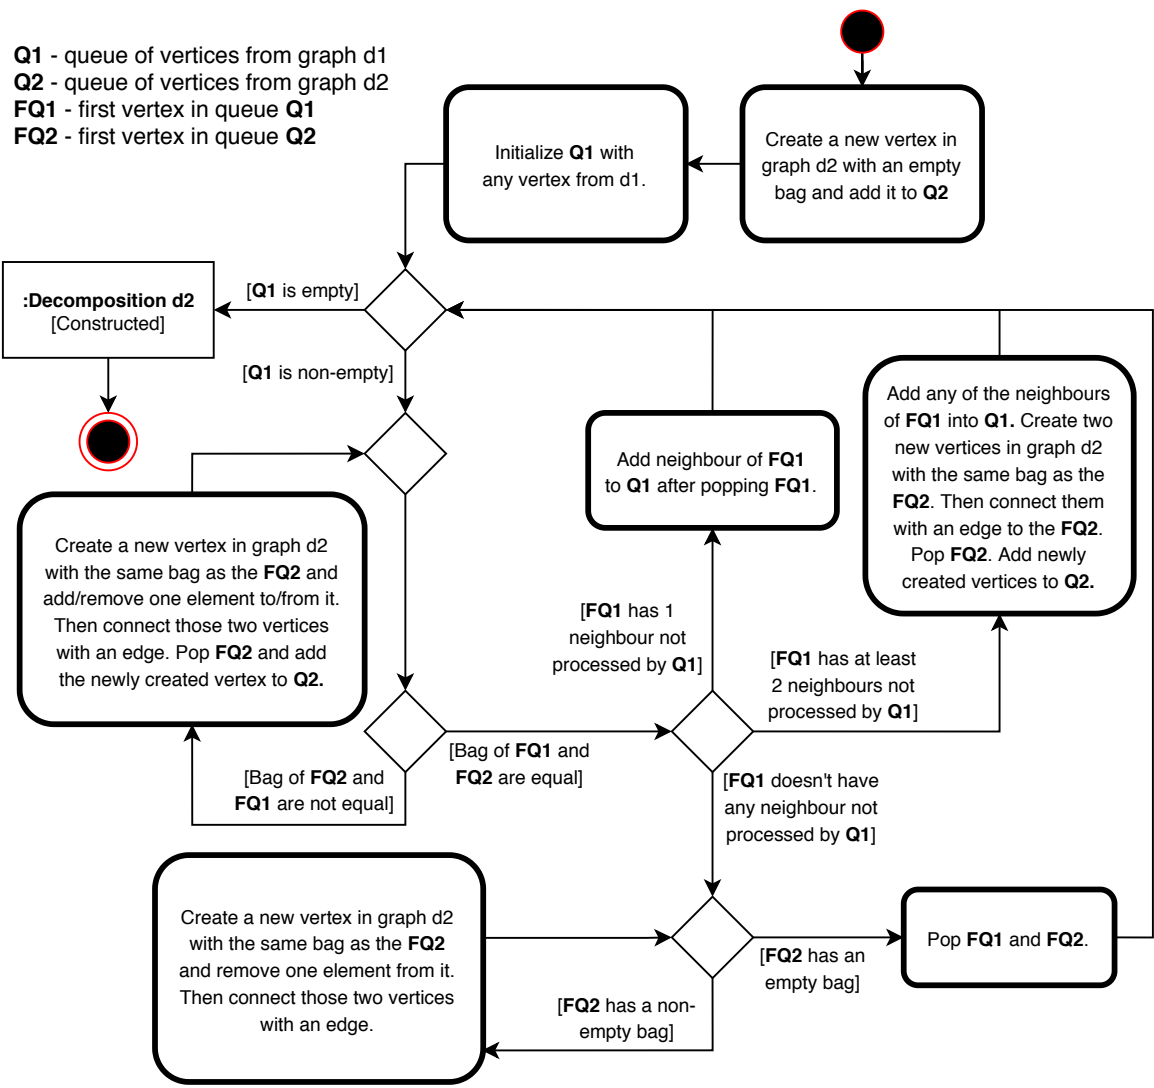 Q1 - queue of vertices from graph d1
Q2 - queue of vertices from graph d2
FQ1 - first vertex in queue Q1
FQ2 - first vertex in queue Q2
Create a new vertex in
graph d2 with an empty
bag and add it to Q2
Initialize Q1 with
any vertex from d1.
[Q1 is empty]
:Decomposition d2
[Constructed]
[Q1 is non-empty]
Create a new vertex in graph d2
with the same bag as the FQ2 and
add/remove one element to/from it.
Then connect those two vertices
with an edge. Pop FQ2 and add
the newly created vertex to Q2.
[Bag of FQ2 and
FQ1 are not equal]
[Bag of FQ1 and
FQ2 are equal]
Add neighbour of FQ1
to Q1 after popping FQ1.
[FQ1 has 1
neighbour not
processed by Q1]
Add any of the neighbours
of FQ1 into Q1. Create two
new vertices in graph d2
with the same bag as the
FQ2. Then connect them
with an edge to the FQ2.
Pop FQ2. Add newly
created vertices to Q2.
[FQ1 has at least
2 neighbours not
processed by Q1]
[FQ1 doesn't have
any neighbour not
processed by Q1]
Create a new vertex in graph d2
with the same bag as the FQ2
and remove one element from it.
Then connect those two vertices
with an edge.
[FQ2 has a non-
empty bag]
[FQ2 has an
empty bag]
Pop FQ1 and FQ2.